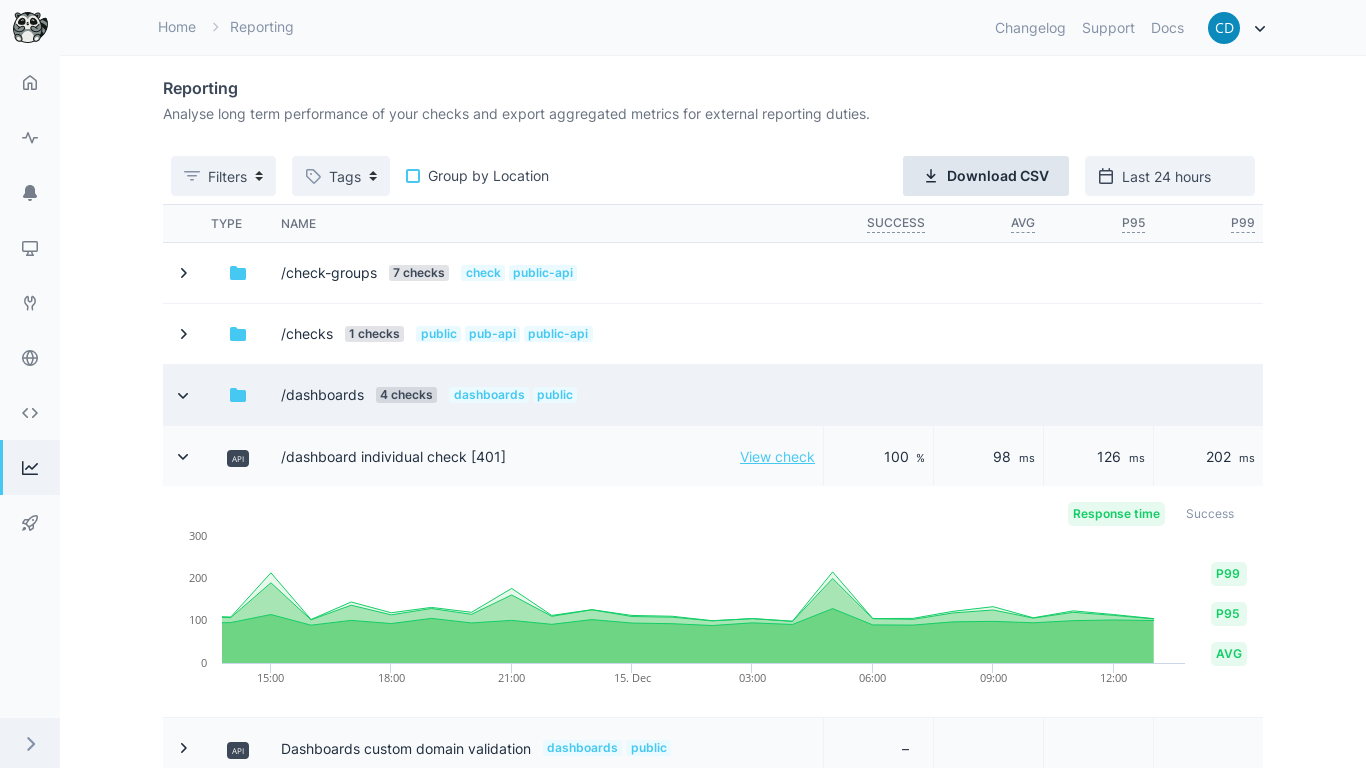 Home Reporting Changelog Support Docs CD
Reporting
Analyse long term performance of your checks and export aggregated metrics for external reporting duties.
Filters Tags Group by Location Download CSV Last 24 hours
TYPE NAME SUCCESS AVG P95 P99
/check-groups 7 checks check public-api
/checks 1 checks public pub-api public-api
/dashboards 4 checks dashboards public
API /dashboard individual check [401] View check 100 % 98 ms 126 ms 202 ms
Response time Success
300
200
100
0
P99
P95
AVG
15:00 18:00 21:00 15. Dec 03:00 06:00 09:00 12:00
API Dashboards custom domain validation dashboards public –